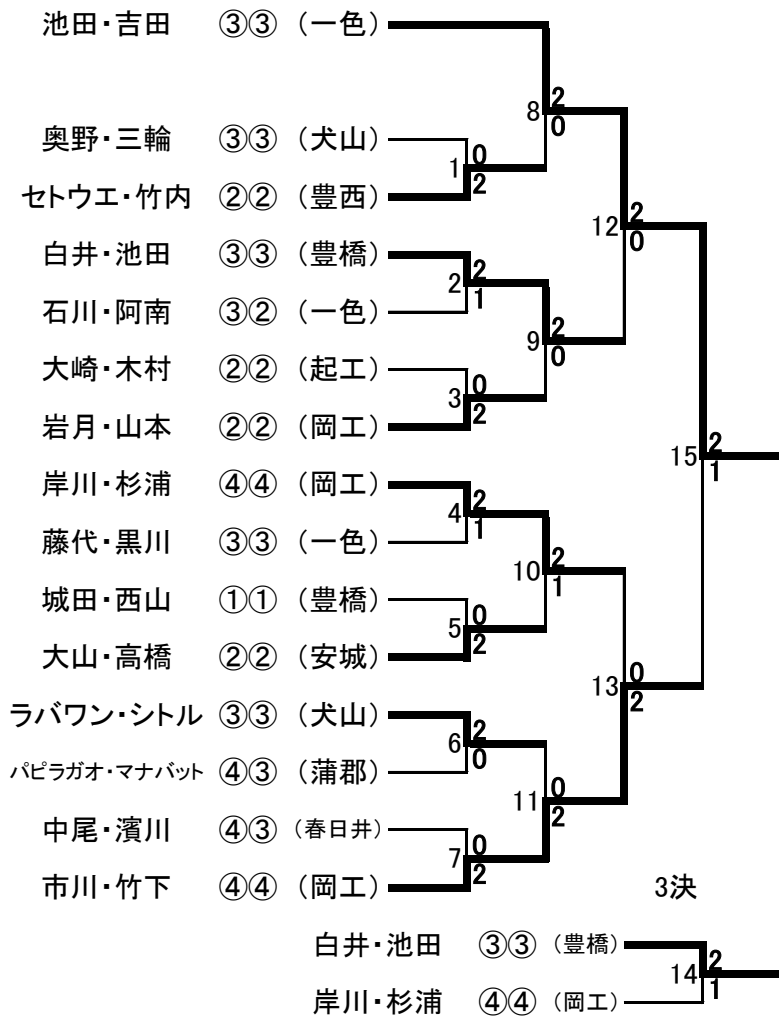 池田・吉田 ③③ (一色)
8 2
0
奥野・三輪 ③③ (犬山)
1 0
2
セトウエ・竹内 ②② (豊西)
12 2
0
白井・池田 ③③ (豊橋)
2 2
1
石川・阿南 ③② (一色)
9 2
0
大崎・木村 ②② (起工)
3 0
2
岩月・山本 ②② (岡工)
15 2
1
岸川・杉浦 ④④ (岡工)
4 2
1
藤代・黒川 ③③ (一色)
10 2
1
城田・西山 ①① (豊橋)
5 0
2
大山・高橋 ②② (安城)
13 0
2
ラバワン・シトル ③③ (犬山)
6 2
0
パピラガオ・マナバット ④③ (蒲郡)
11 0
2
中尾・濱川 ④③ (春日井)
7 0
2
市川・竹下 ④④ (岡工)
3決
白井・池田 ③③ (豊橋)
14 2
1
岸川・杉浦 ④④ (岡工)